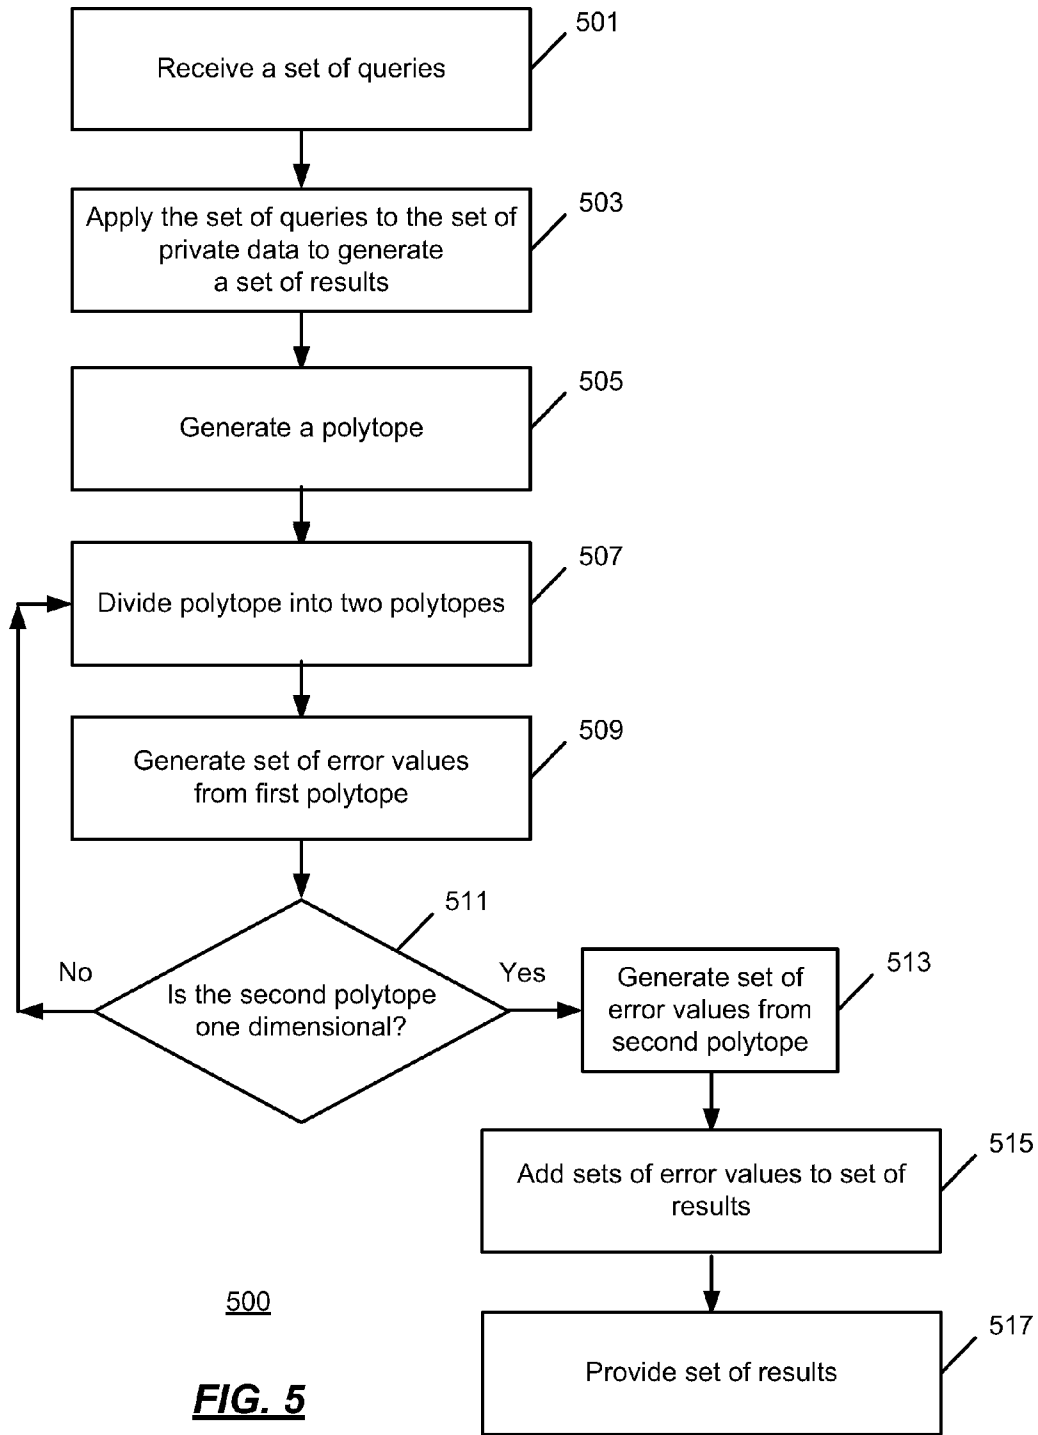 501
Receive a set of queries
503
Apply the set of queries to the set of
private data to generate
a set of results
505
Generate a polytope
507
Divide polytope into two polytopes
509
Generate set of error values
from first polytope
511
No
Yes
Is the second polytope
one dimensional?
513
Generate set of
error values from
second polytope
515
Add sets of error values to set of
results
517
Provide set of results
500
FIG. 5